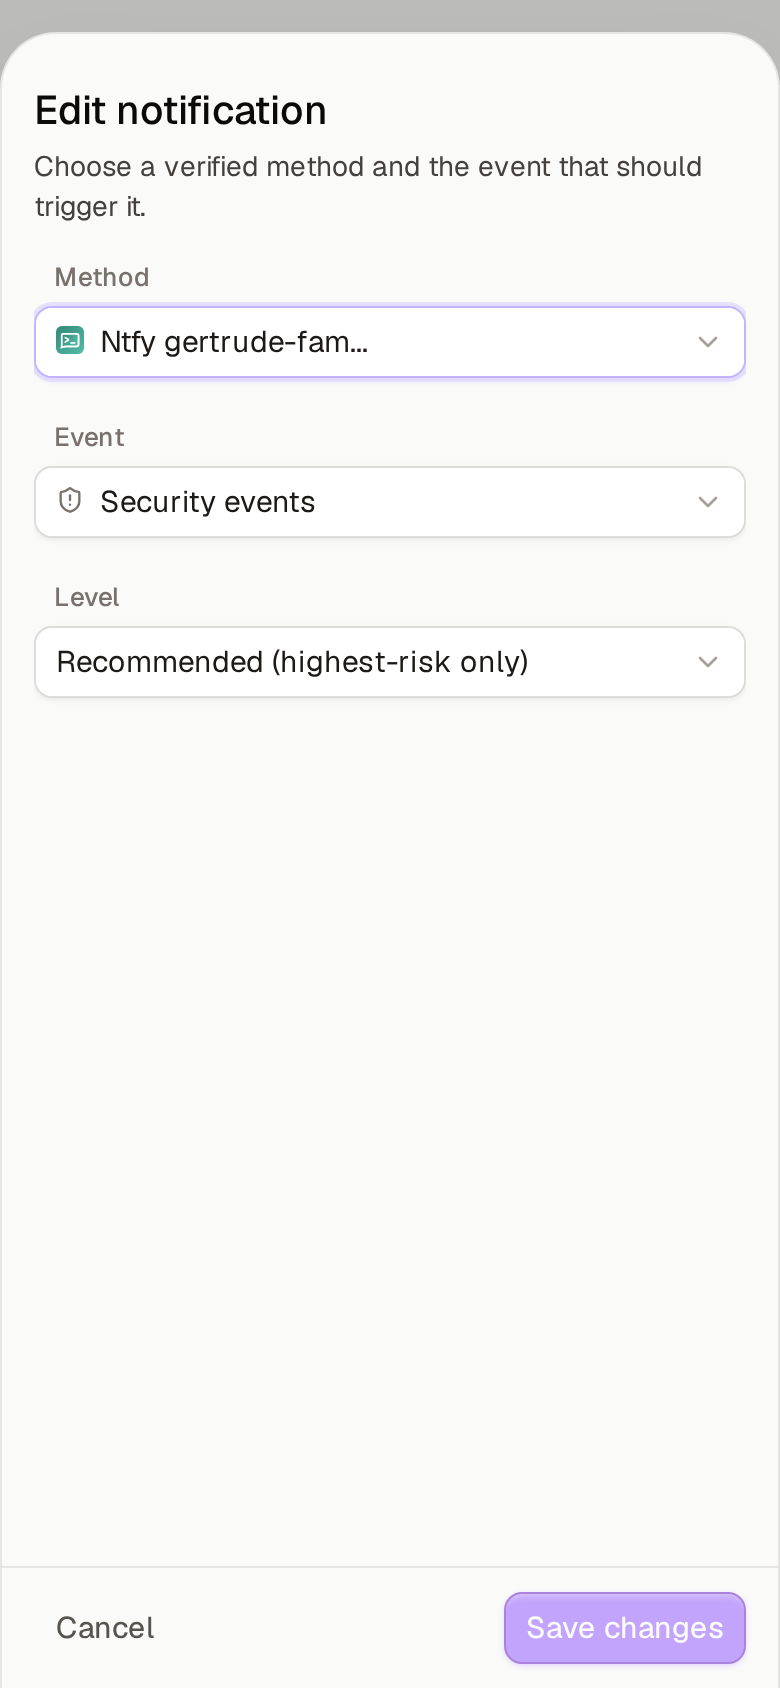 Edit notification
Choose a verified method and the event that should
trigger it.
Method
Ntfy gertrude-fam...
Event
Security events
Level
Recommended (highest-risk only)
Cancel
Save changes